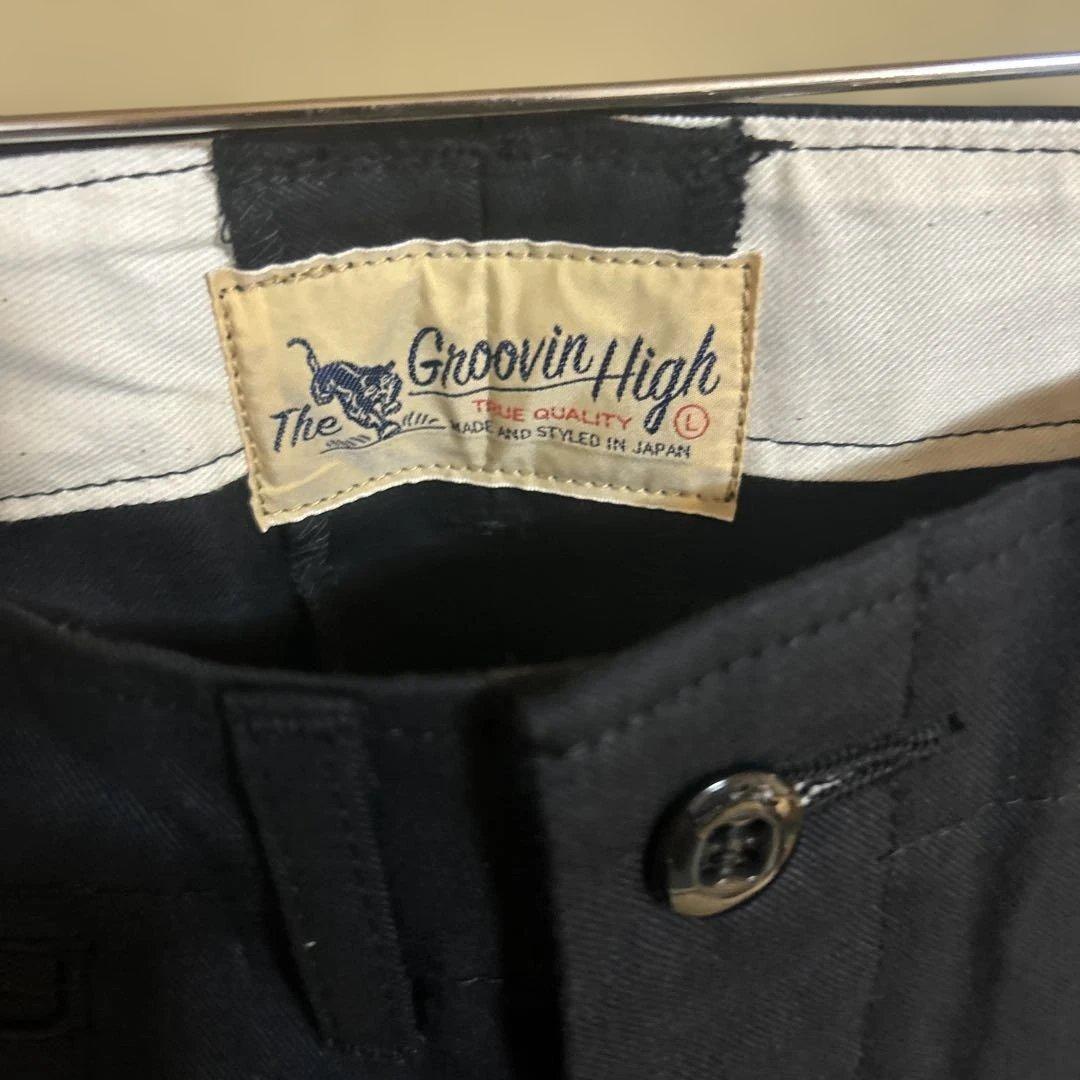 The Groovin High
TRUE QUALITY L
MADE AND STYLED IN JAPAN